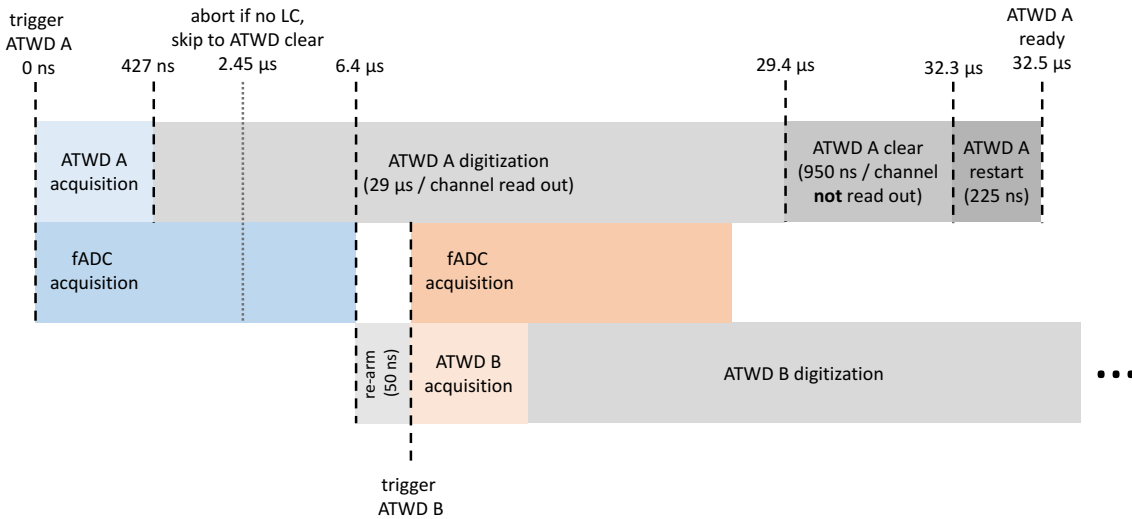 trigger
ATWD A
0 ns
427 ns
abort if no LC,
skip to ATWD clear
2.45 µs
6.4 µs
29.4 µs
32.3 µs
ATWD A
ready
32.5 µs
ATWD A
acquisition
ATWD A digitization
(29 µs / channel read out)
ATWD A clear
(950 ns / channel
not read out)
ATWD A
restart
(225 ns)
fADC
acquisition
fADC
acquisition
re-arm
(50 ns)
ATWD B
acquisition
ATWD B digitization
...
trigger
ATWD B